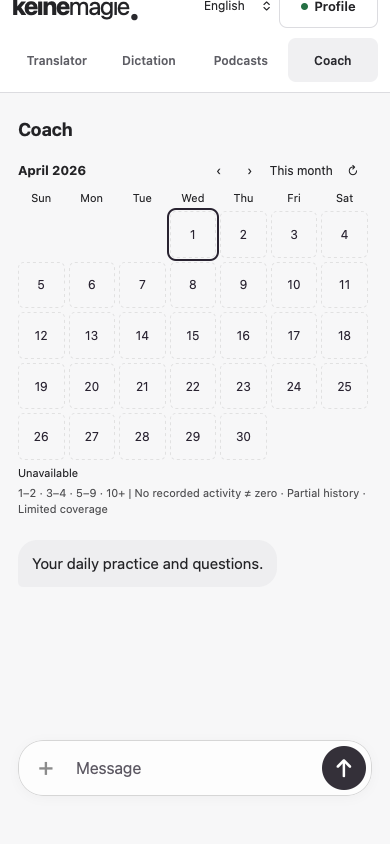 keinemagie.
English
Profile
Translator Dictation Podcasts Coach
Coach
April 2026 ‹ › This month ↻
Sun Mon Tue Wed Thu Fri Sat
1 2 3 4
5 6 7 8 9 10 11
12 13 14 15 16 17 18
19 20 21 22 23 24 25
26 27 28 29 30
Unavailable
1–2 · 3–4 · 5–9 · 10+ | No recorded activity ≠ zero · Partial history ·
Limited coverage
Your daily practice and questions.
Message